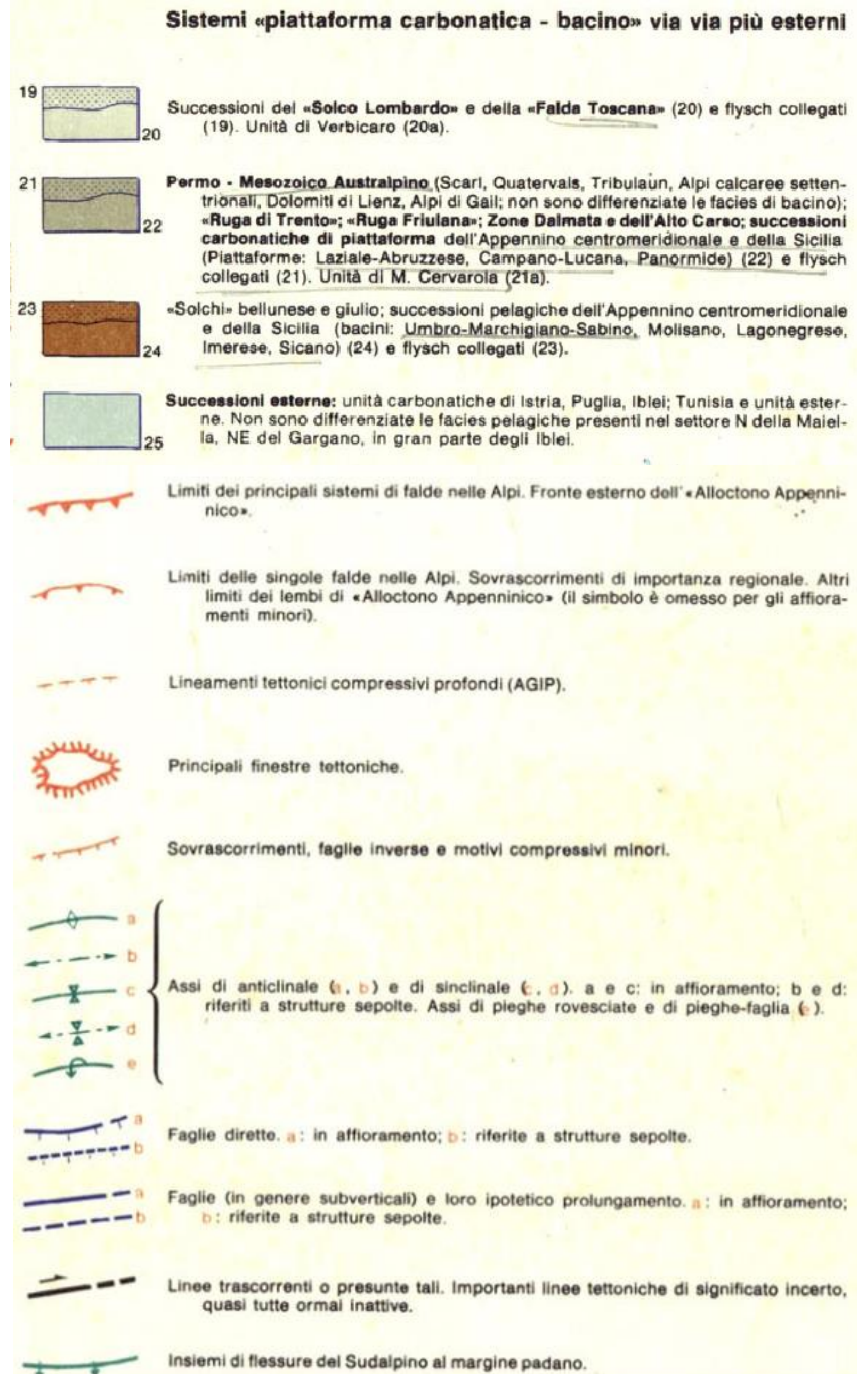 Sistemi «piattaforma carbonatica - bacino» via via più esterni
19
20
Successioni del «Solco Lombardo» e della «Falda Toscana» (20) e flysch collegati
(19). Unità di Verbicaro (20a).
21
22
Permo - Mesozoico Australpino (Scarl, Quatervals, Tribulaun, Alpi calcaree setten-
trionali, Dolomiti di Lienz, Alpi di Gail; non sono differenziate le facies di bacino);
«Ruga di Trento»; «Ruga Friulana»; Zone Dalmata e dell'Alto Carso; successioni
carbonatiche di piattaforma dell'Appennino centromeridionale e della Sicilia
(Piattaforme: Laziale-Abruzzese, Campano-Lucana, Panormide) (22) e flysch
collegati (21). Unità di M. Cervarola (21a).
23
24
«Solchi» bellunese e giulio; successioni pelagiche dell'Appennino centromeridionale
e della Sicilia (bacini: Umbro-Marchigiano-Sabino, Molisano, Lagonegrese,
Imerese, Sicano) (24) e flysch collegati (23).
25
Successioni esterne: unità carbonatiche di Istria, Puglia, Iblei; Tunisia e unità ester-
ne. Non sono differenziate le facies pelagiche presenti nel settore N della Maiel-
la, NE del Gargano, in gran parte degli Iblei.
Limiti dei principali sistemi di falde nelle Alpi. Fronte esterno dell'«Alloctono Appenni-
nico».
Limiti delle singole falde nelle Alpi. Sovrascorrimenti di importanza regionale. Altri
limiti dei lembi di «Alloctono Appenninico» (il simbolo è omesso per gli affiora-
menti minori).
Lineamenti tettonici compressivi profondi (AGIP).
Principali finestre tettoniche.
Sovrascorrimenti, faglie inverse e motivi compressivi minori.
a
b
c
d
e
Assi di anticlinale (a, b) e di sinclinale (c, d). a e c: in affioramento; b e d:
riferiti a strutture sepolte. Assi di pieghe rovesciate e di pieghe-faglia (e).
a
b
Faglie dirette. a: in affioramento; b: riferite a strutture sepolte.
a
b
Faglie (in genere subverticali) e loro ipotetico prolungamento. a: in affioramento;
b: riferite a strutture sepolte.
Linee trascorrenti o presunte tali. Importanti linee tettoniche di significato incerto,
quasi tutte ormai inattive.
Insiemi di flessure del Sudalpino al margine padano.